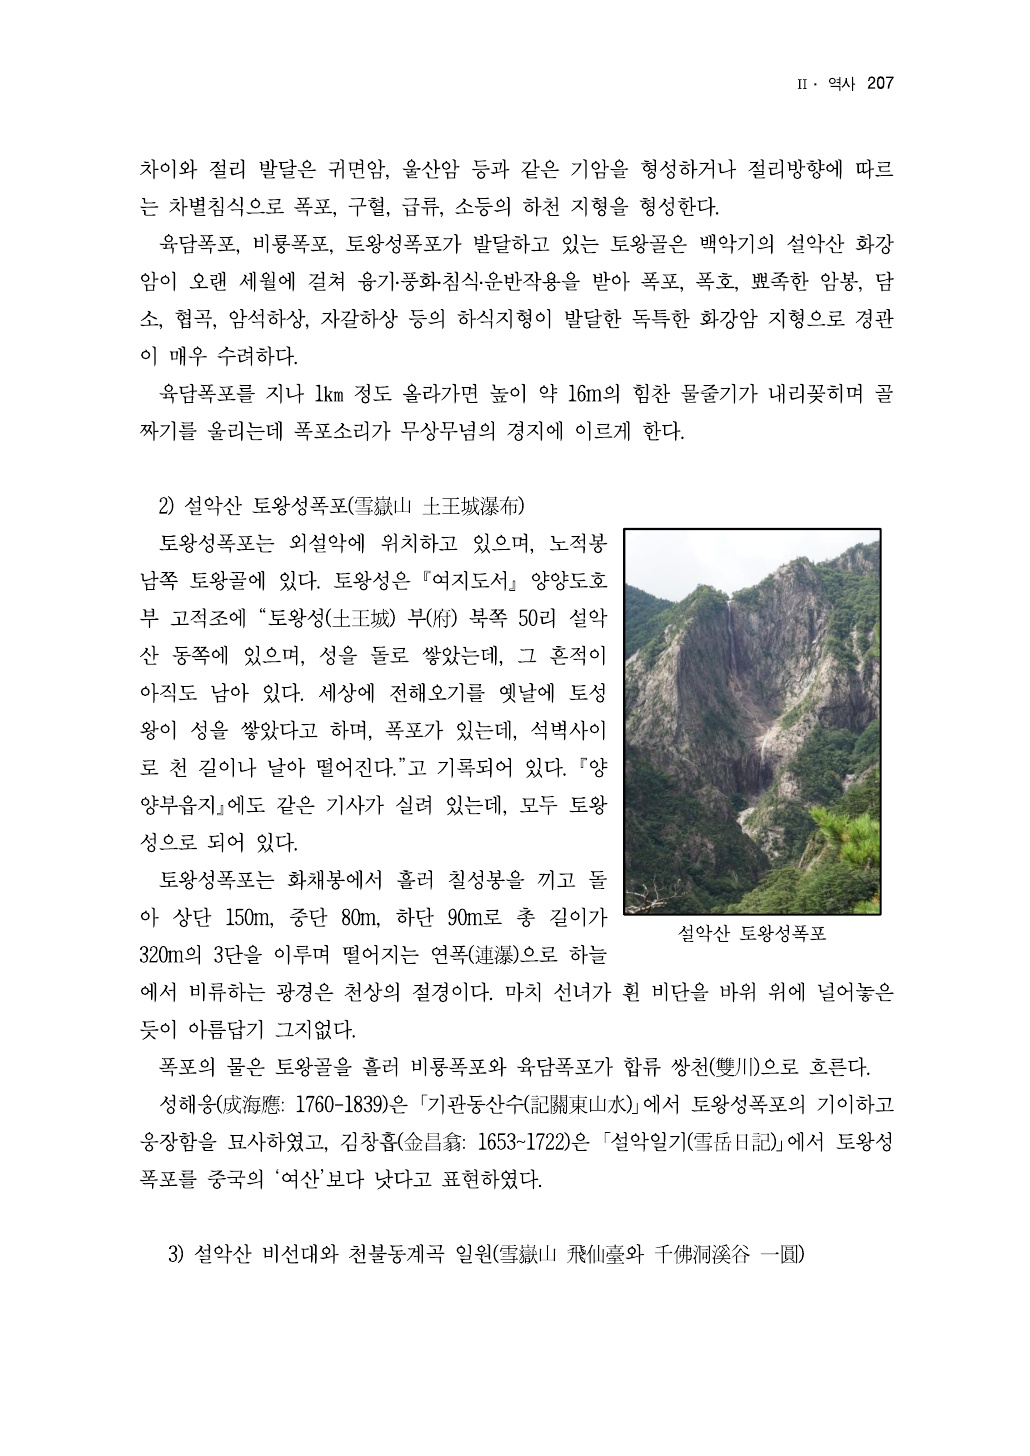 II · 역사 207
차이와 절리 발달은 귀면암, 울산암 등과 같은 기암을 형성하거나 절리방향에 따르
는 차별침식으로 폭포, 구혈, 급류, 소등의 하천 지형을 형성한다.
육담폭포, 비룡폭포, 토왕성폭포가 발달하고 있는 토왕골은 백악기의 설악산 화강
암이 오랜 세월에 걸쳐 융기·풍화·침식·운반작용을 받아 폭포, 폭호, 뾰족한 암봉, 담
소, 협곡, 암석하상, 자갈하상 등의 하식지형이 발달한 독특한 화강암 지형으로 경관
이 매우 수려하다.
육담폭포를 지나 1㎞ 정도 올라가면 높이 약 16m의 힘찬 물줄기가 내리꽂히며 골
짜기를 울리는데 폭포소리가 무상무념의 경지에 이르게 한다.
2) 설악산 토왕성폭포(雪嶽山 土王城瀑布)
토왕성폭포는 외설악에 위치하고 있으며, 노적봉
남쪽 토왕골에 있다. 토왕성은 『여지도서』 양양도호
부 고적조에 “토왕성(土王城) 부(府) 북쪽 50리 설악
산 동쪽에 있으며, 성을 돌로 쌓았는데, 그 흔적이
아직도 남아 있다. 세상에 전해오기를 옛날에 토성
왕이 성을 쌓았다고 하며, 폭포가 있는데, 석벽사이
로 천 길이나 날아 떨어진다.”고 기록되어 있다. 『양
양부읍지』에도 같은 기사가 실려 있는데, 모두 토왕
성으로 되어 있다.
토왕성폭포는 화채봉에서 흘러 칠성봉을 끼고 돌
아 상단 150m, 중단 80m, 하단 90m로 총 길이가
320m의 3단을 이루며 떨어지는 연폭(連瀑)으로 하늘
에서 비류하는 광경은 천상의 절경이다. 마치 선녀가 흰 비단을 바위 위에 널어놓은
듯이 아름답기 그지없다.
설악산 토왕성폭포
폭포의 물은 토왕골을 흘러 비룡폭포와 육담폭포가 합류 쌍천(雙川)으로 흐른다.
성해응(成海應: 1760-1839)은 「기관동산수(記關東山水)」에서 토왕성폭포의 기이하고
웅장함을 묘사하였고, 김창흡(金昌翕: 1653~1722)은 「설악일기(雪岳日記)」에서 토왕성
폭포를 중국의 ‘여산’보다 낫다고 표현하였다.
3) 설악산 비선대와 천불동계곡 일원(雪嶽山 飛仙臺와 千佛洞溪谷 一圓)